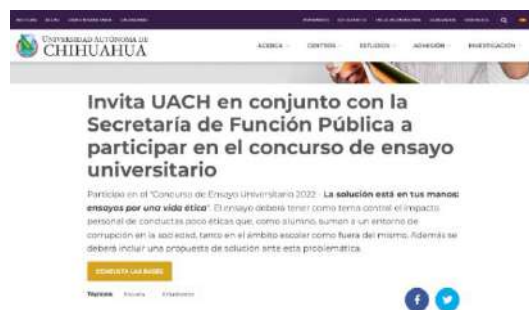 UNIVERSIDAD AUTÓNOMA DE
CHIHUAHUA
ACERCA
CENTROS
ESTUDIOS
ADMISIÓN
INVESTIGACIÓN
Invita UACH en conjunto con la
Secretaría de Función Pública a
participar en el concurso de ensayo
universitario
Participa en el "Concurso de Ensayo Universitario 2022 - La solución está en tus manos:
ensayos por una vida ética". El ensayo deberá tener como tema central el impacto
personal de conductas poco éticas que, como alumno, sumen a un entorno de
corrupción en la sociedad, tanto en el ámbito escolar como fuera del mismo. Además se
deberá incluir una propuesta de solución ante esta problemática.
CONSULTA LAS BASES
Tópicos: